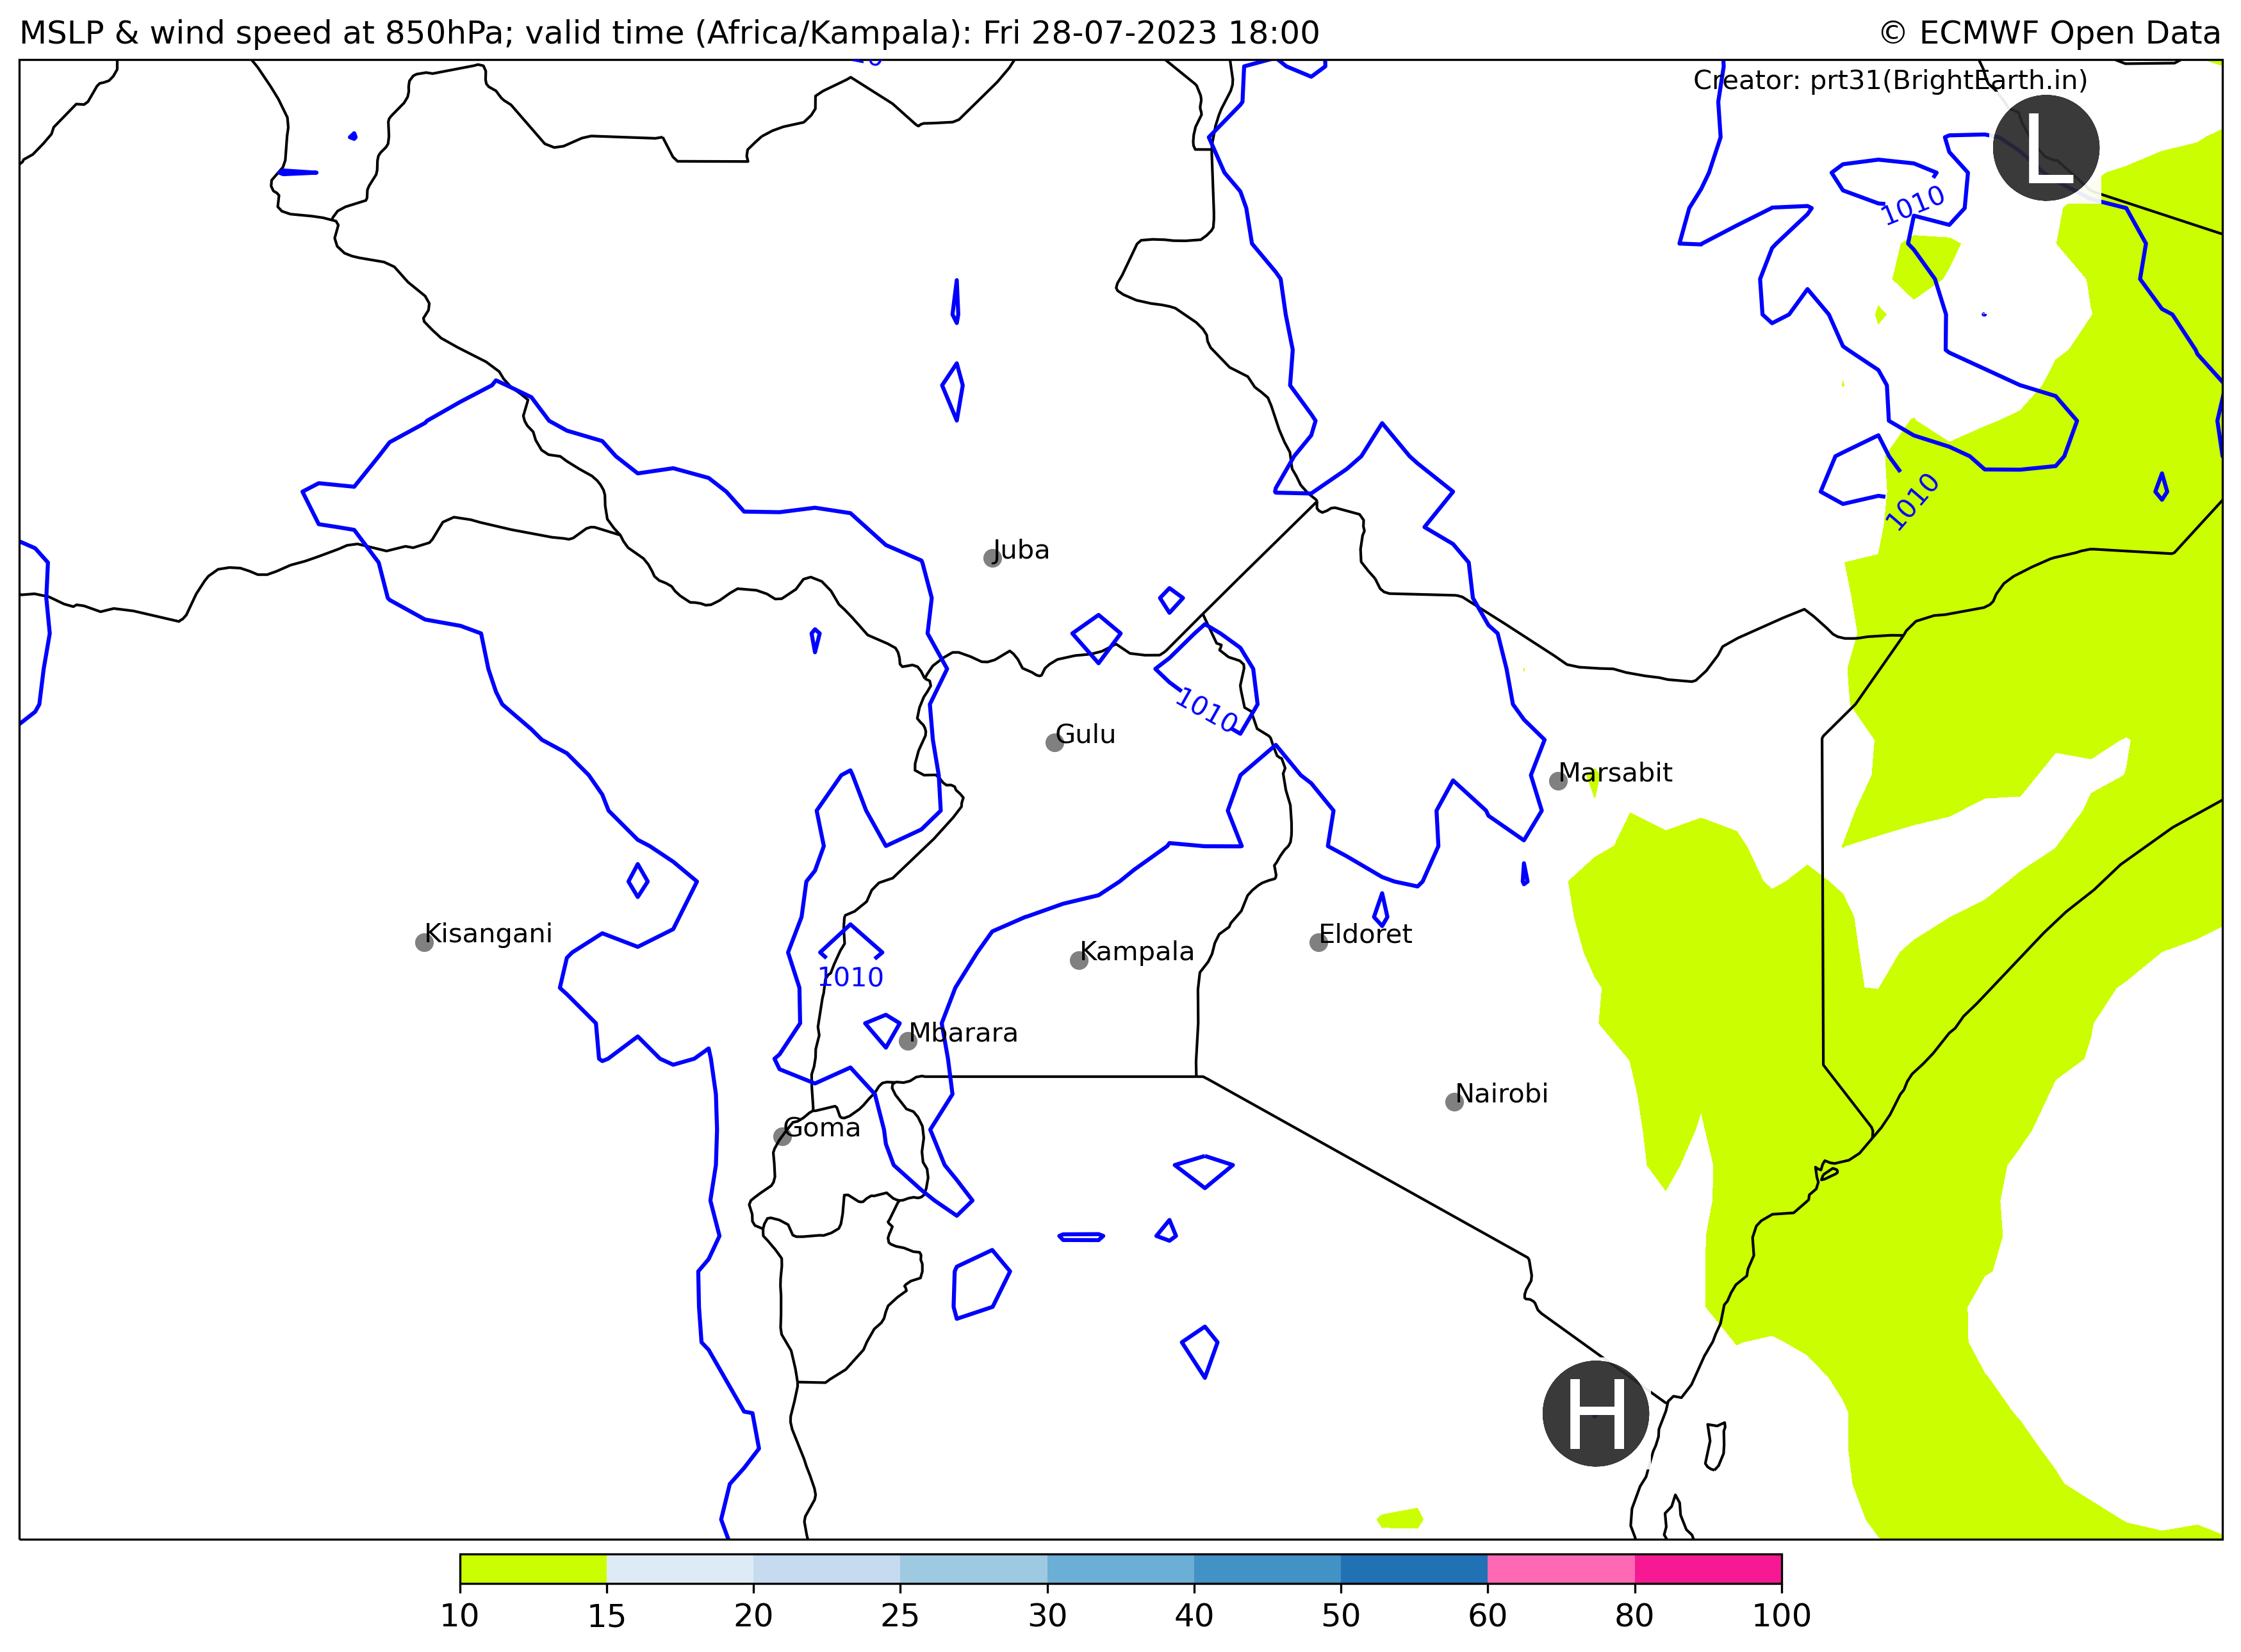 MSLP & wind speed at 850hPa; valid time (Africa/Kampala): Fri 28-07-2023 18:00
© ECMWF Open Data
Creator: prt31(BrightEarth.in)
L
1010
1010
Juba
1010
Gulu
Marsabit
Kisangani
Eldoret
Kampala
1010
Mbarara
Nairobi
Goma
H
10 15 20 25 30 40 50 60 80 100